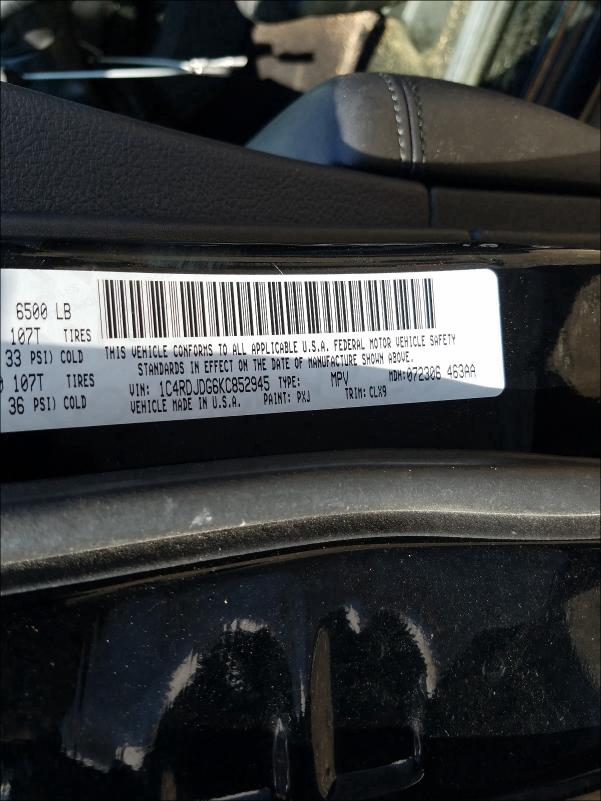 6500 LB
107T TIRES
33 PSI) COLD
107T TIRES
36 PSI) COLD
THIS VEHICLE CONFORMS TO ALL APPLICABLE U.S.A. FEDERAL MOTOR VEHICLE SAFETY
STANDARDS IN EFFECT ON THE DATE OF MANUFACTURE SHOWN ABOVE.
VIN: 1C4RDJDG6KC852945 TYPE: MPV MDH:072306 463AA
VEHICLE MADE IN U.S.A. PAINT: PXJ TRIM: CLX9